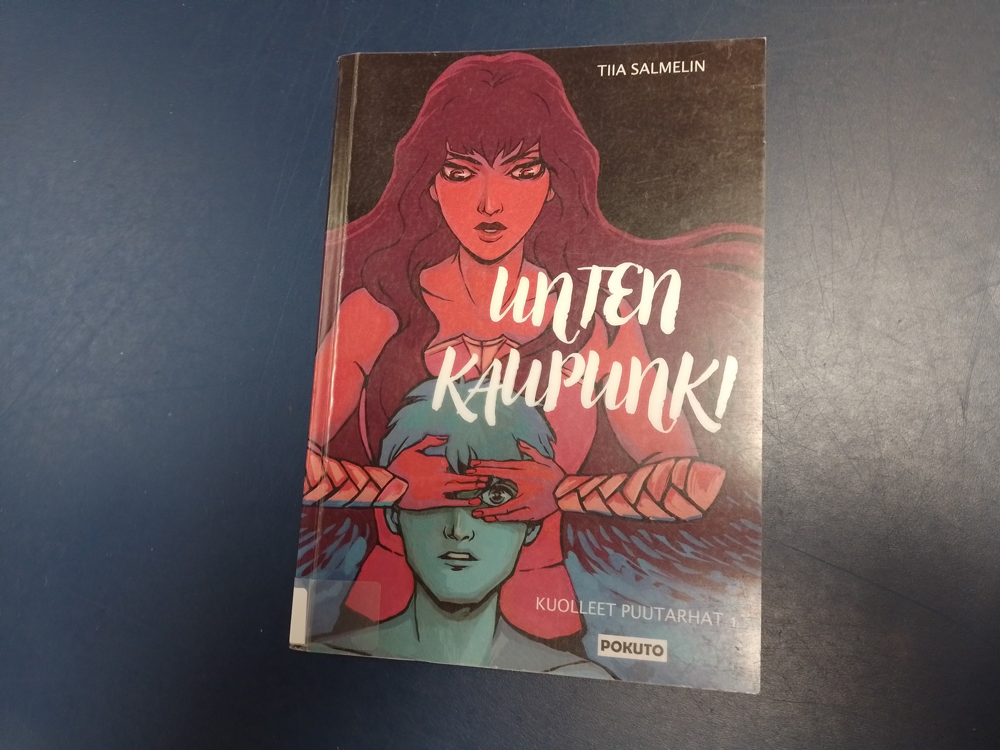 TIIA SALMELIN
UNTEN
KAUPUNKI
KUOLLEET PUUTARHAT 1
POKUTO